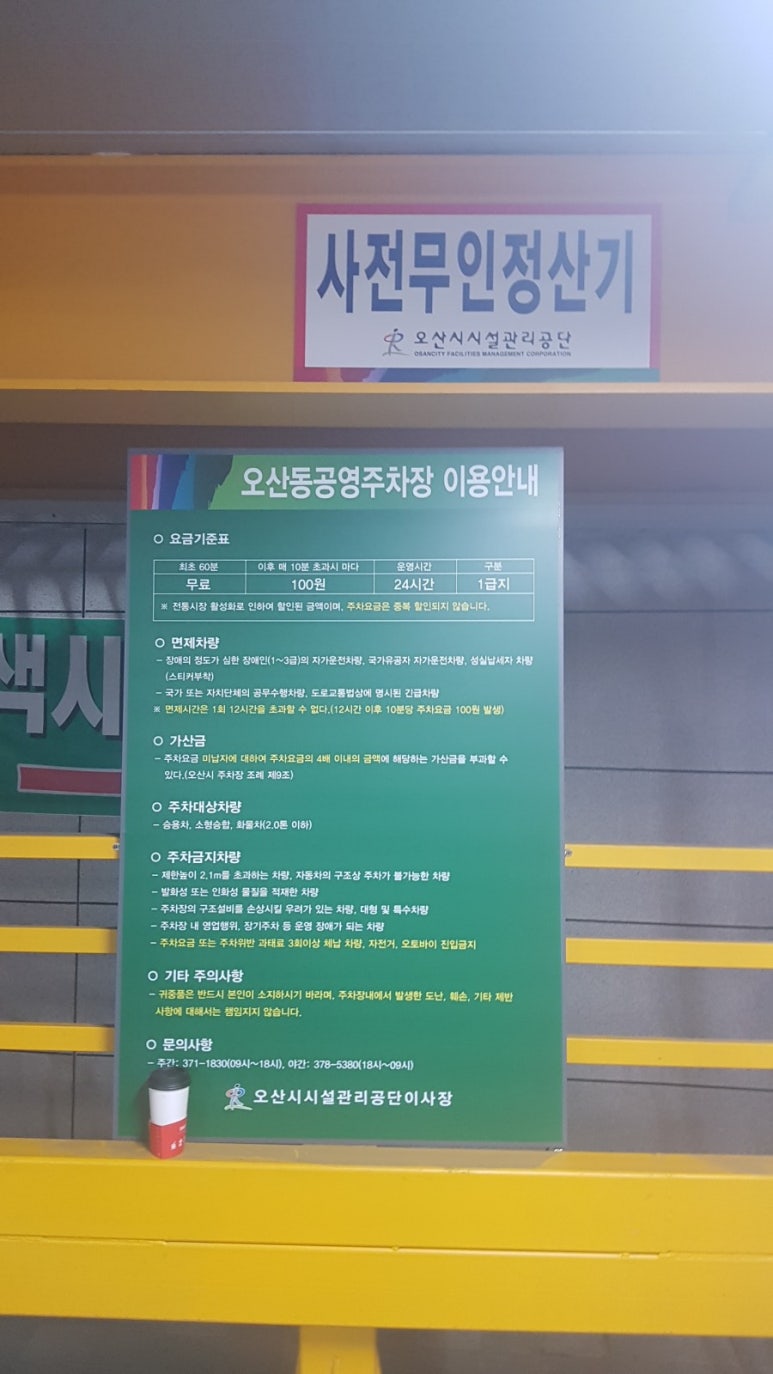 사전무인정산기
오산시시설관리공단
OSANCITY FACILITIES MANAGEMENT CORPORATION
오산동공영주차장 이용안내
○ 요금기준표
최초 60분 이후 매 10분 초과시 마다 운영시간 구분
무료 100원 24시간 1급지
※ 전통시장 활성화로 인하여 할인된 금액이며, 주차요금은 중복 할인되지 않습니다.
○ 면제차량
- 장애의 정도가 심한 장애인(1~3급)의 자가운전차량, 국가유공자 자가운전차량, 성실납세자 차량
(스티커부착)
- 국가 또는 자치단체의 공무수행차량, 도로교통법상에 명시된 긴급차량
※ 면제시간은 1회 12시간을 초과할 수 없다.(12시간 이후 10분당 주차요금 100원 발생)
○ 가산금
- 주차요금 미납자에 대하여 주차요금의 4배 이내의 금액에 해당하는 가산금을 부과할 수
있다.(오산시 주차장 조례 제9조)
○ 주차대상차량
- 승용차, 소형승합, 화물차(2.0톤 이하)
○ 주차금지차량
- 제한높이 2.1m를 초과하는 차량, 자동차의 구조상 주차가 불가능한 차량
- 발화성 또는 인화성 물질을 적재한 차량
- 주차장의 구조설비를 손상시킬 우려가 있는 차량, 대형 및 특수차량
- 주차장 내 영업행위, 장기주차 등 운영 장애가 되는 차량
- 주차요금 또는 주차위반 과태료 3회이상 체납 차량, 자전거, 오토바이 진입금지
○ 기타 주의사항
- 귀중품은 반드시 본인이 소지하시기 바라며, 주차장내에서 발생한 도난, 훼손, 기타 제반
사항에 대해서는 책임지지 않습니다.
○ 문의사항
- 주간: 371-1830(09시~18시), 야간: 378-5380(18시~09시)
오산시시설관리공단이사장
색시